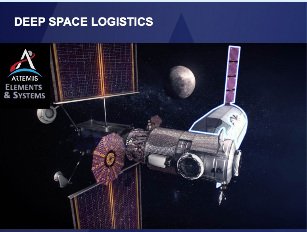 DEEP SPACE LOGISTICS
ARTEMIS
ELEMENTS
& SYSTEMS